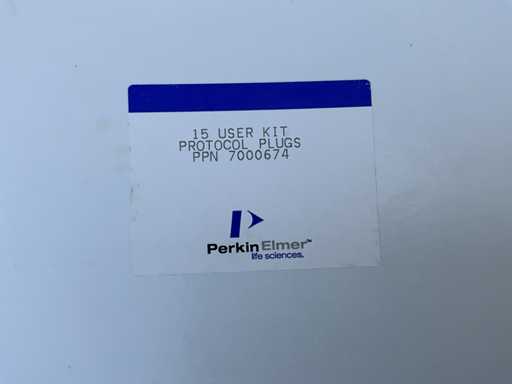 15 USER KIT
PROTOCOL PLUGS
PPN 7000674
PerkinElmer™
life sciences.